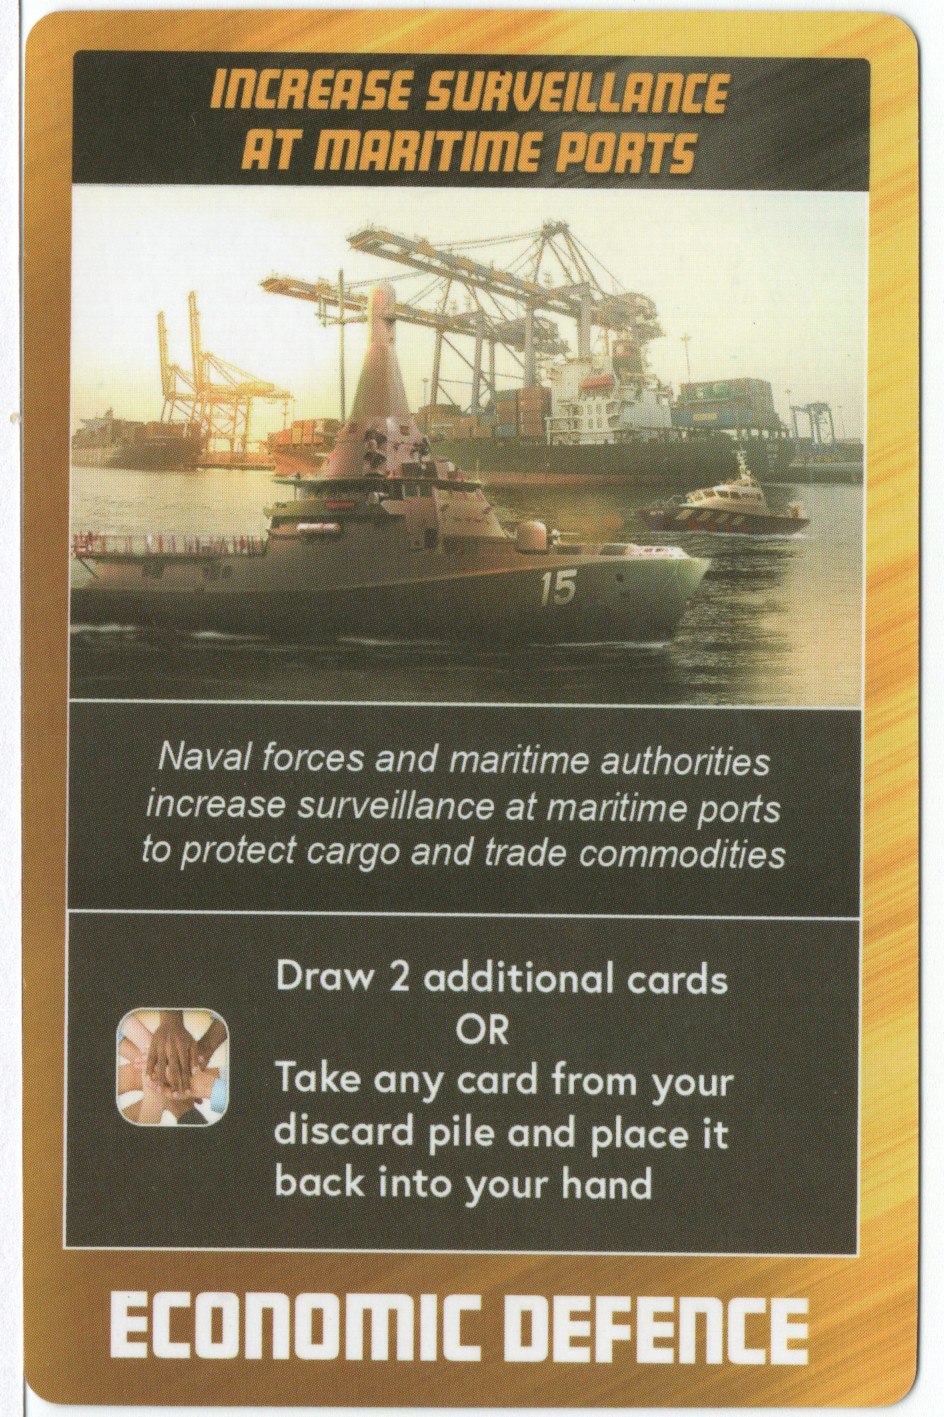 INCREASE SURVEILLANCE
AT MARITIME PORTS
15
Naval forces and maritime authorities
increase surveillance at maritime ports
to protect cargo and trade commodities
Draw 2 additional cards
OR
Take any card from your
discard pile and place it
back into your hand
ECONOMIC DEFENCE